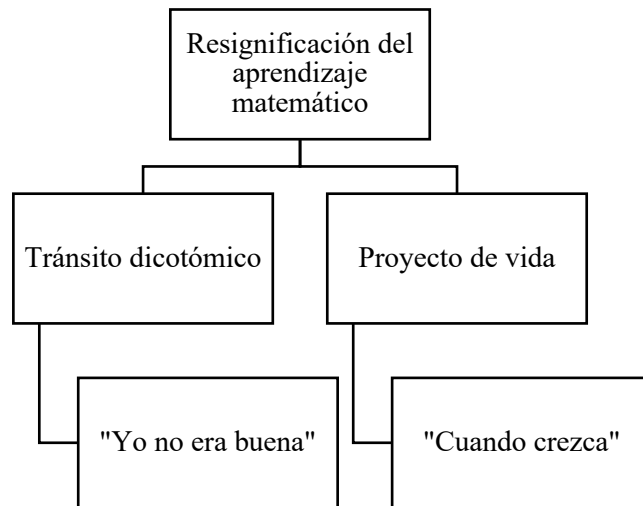 Resignificación del
aprendizaje
matemático
Tránsito dicotómico
Proyecto de vida
"Yo no era buena"
"Cuando crezca"